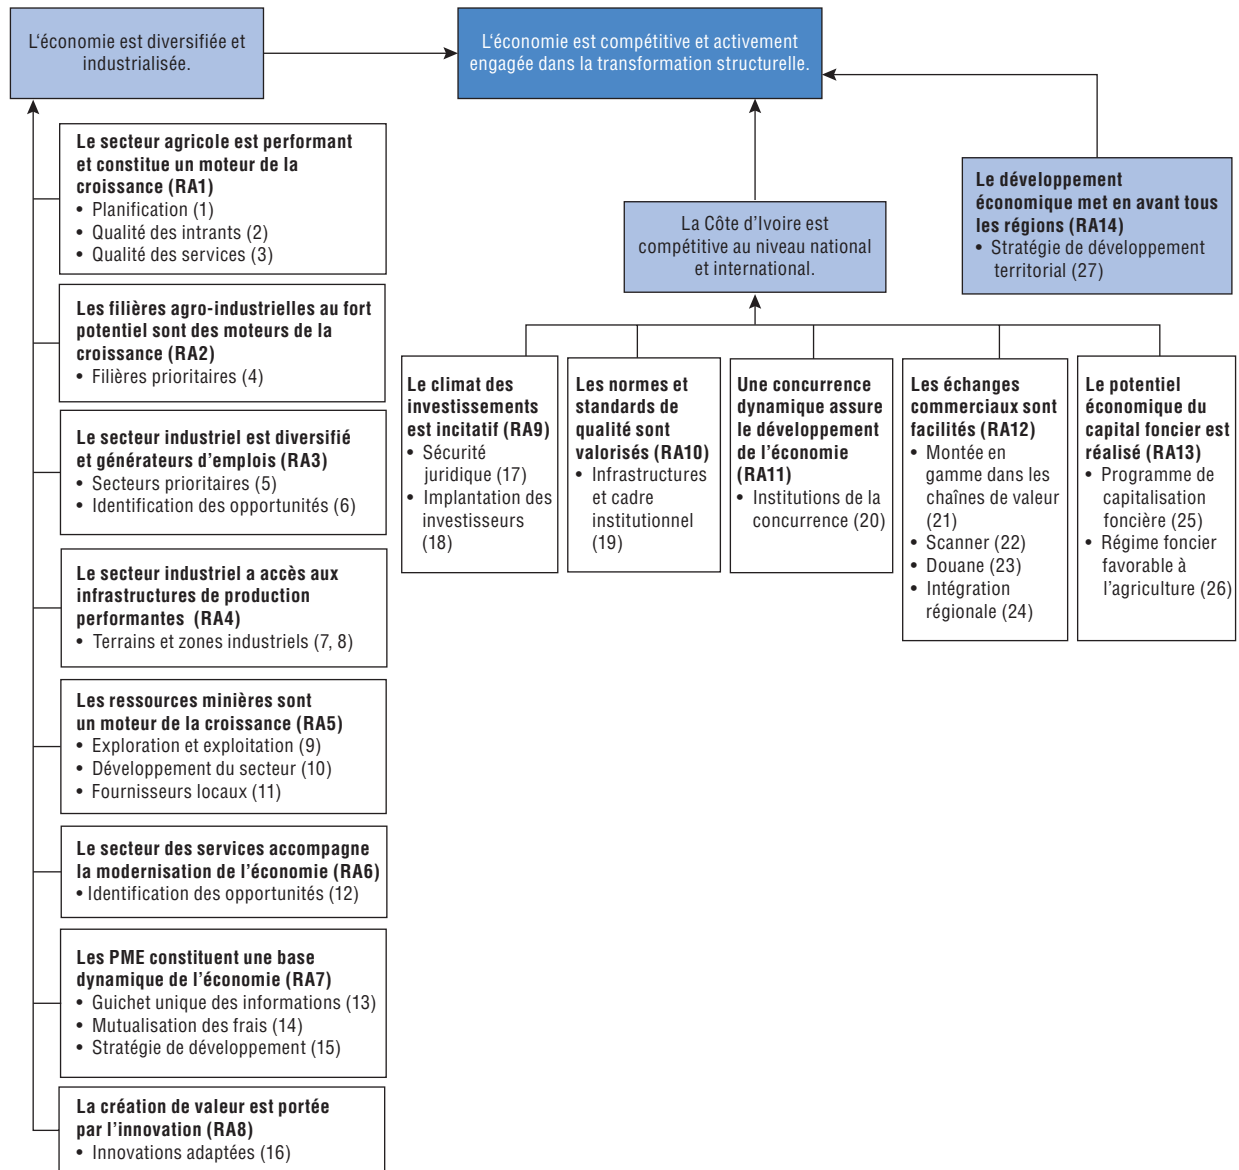 L'économie est diversifiée et
industrialisée.
L'économie est compétitive et activement
engagée dans la transformation structurelle.
Le secteur agricole est performant
et constitue un moteur de la
croissance (RA1)
• Planification (1)
• Qualité des intrants (2)
• Qualité des services (3)
Les filières agro-industrielles au fort
potentiel sont des moteurs de la
croissance (RA2)
• Filières prioritaires (4)
Le secteur industriel est diversifié
et générateurs d'emplois (RA3)
• Secteurs prioritaires (5)
• Identification des opportunités (6)
Le secteur industriel a accès aux
infrastructures de production
performantes (RA4)
• Terrains et zones industriels (7, 8)
Les ressources minières sont
un moteur de la croissance (RA5)
• Exploration et exploitation (9)
• Développement du secteur (10)
• Fournisseurs locaux (11)
Le secteur des services accompagne
la modernisation de l'économie (RA6)
• Identification des opportunités (12)
Les PME constituent une base
dynamique de l'économie (RA7)
• Guichet unique des informations (13)
• Mutualisation des frais (14)
• Stratégie de développement (15)
La création de valeur est portée
par l'innovation (RA8)
• Innovations adaptées (16)
La Côte d'Ivoire est
compétitive au niveau national
et international.
Le climat des
investissements
est incitatif (RA9)
• Sécurité
juridique (17)
• Implantation des
investisseurs
(18)
Les normes et
standards de
qualité sont
valorisés (RA10)
• Infrastructures
et cadre
institutionnel
(19)
Une concurrence
dynamique assure
le développement
de l'économie
(RA11)
• Institutions de la
concurrence (20)
Les échanges
commerciaux sont
facilités (RA12)
• Montée en
gamme dans les
chaînes de valeur
(21)
• Scanner (22)
• Douane (23)
• Intégration
régionale (24)
Le potentiel
économique du
capital foncier est
réalisé (RA13)
• Programme de
capitalisation
foncière (25)
• Régime foncier
favorable à
l'agriculture (26)
Le développement
économique met en avant tous
les régions (RA14)
• Stratégie de développement
territorial (27)